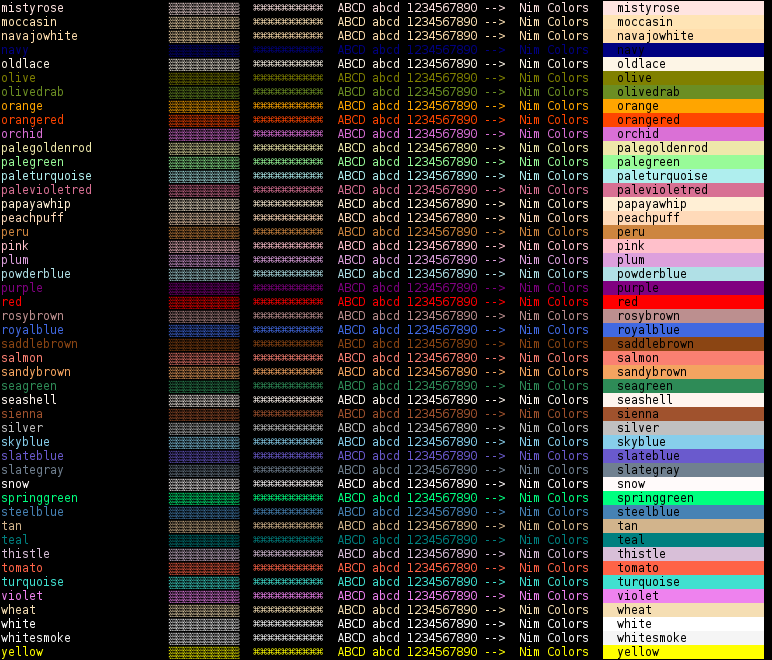 mistyrose ABCD abcd 1234567890 --> Nim Colors mistyrose
moccasin ABCD abcd 1234567890 --> Nim Colors moccasin
navajowhite ABCD abcd 1234567890 --> Nim Colors navajowhite
navy ABCD abcd 1234567890 --> Nim Colors navy
oldlace ABCD abcd 1234567890 --> Nim Colors oldlace
olive ABCD abcd 1234567890 --> Nim Colors olive
olivedrab ABCD abcd 1234567890 --> Nim Colors olivedrab
orange ABCD abcd 1234567890 --> Nim Colors orange
orangered ABCD abcd 1234567890 --> Nim Colors orangered
orchid ABCD abcd 1234567890 --> Nim Colors orchid
palegoldenrod ABCD abcd 1234567890 --> Nim Colors palegoldenrod
palegreen ABCD abcd 1234567890 --> Nim Colors palegreen
paleturquoise ABCD abcd 1234567890 --> Nim Colors paleturquoise
palevioletred ABCD abcd 1234567890 --> Nim Colors palevioletred
papayawhip ABCD abcd 1234567890 --> Nim Colors papayawhip
peachpuff ABCD abcd 1234567890 --> Nim Colors peachpuff
peru ABCD abcd 1234567890 --> Nim Colors peru
pink ABCD abcd 1234567890 --> Nim Colors pink
plum ABCD abcd 1234567890 --> Nim Colors plum
powderblue ABCD abcd 1234567890 --> Nim Colors powderblue
purple ABCD abcd 1234567890 --> Nim Colors purple
red ABCD abcd 1234567890 --> Nim Colors red
rosybrown ABCD abcd 1234567890 --> Nim Colors rosybrown
royalblue ABCD abcd 1234567890 --> Nim Colors royalblue
saddlebrown ABCD abcd 1234567890 --> Nim Colors saddlebrown
salmon ABCD abcd 1234567890 --> Nim Colors salmon
sandybrown ABCD abcd 1234567890 --> Nim Colors sandybrown
seagreen ABCD abcd 1234567890 --> Nim Colors seagreen
seashell ABCD abcd 1234567890 --> Nim Colors seashell
sienna ABCD abcd 1234567890 --> Nim Colors sienna
silver ABCD abcd 1234567890 --> Nim Colors silver
skyblue ABCD abcd 1234567890 --> Nim Colors skyblue
slateblue ABCD abcd 1234567890 --> Nim Colors slateblue
slategray ABCD abcd 1234567890 --> Nim Colors slategray
snow ABCD abcd 1234567890 --> Nim Colors snow
springgreen ABCD abcd 1234567890 --> Nim Colors springgreen
steelblue ABCD abcd 1234567890 --> Nim Colors steelblue
tan ABCD abcd 1234567890 --> Nim Colors tan
teal ABCD abcd 1234567890 --> Nim Colors teal
thistle ABCD abcd 1234567890 --> Nim Colors thistle
tomato ABCD abcd 1234567890 --> Nim Colors tomato
turquoise ABCD abcd 1234567890 --> Nim Colors turquoise
violet ABCD abcd 1234567890 --> Nim Colors violet
wheat ABCD abcd 1234567890 --> Nim Colors wheat
white ABCD abcd 1234567890 --> Nim Colors white
whitesmoke ABCD abcd 1234567890 --> Nim Colors whitesmoke
yellow ABCD abcd 1234567890 --> Nim Colors yellow